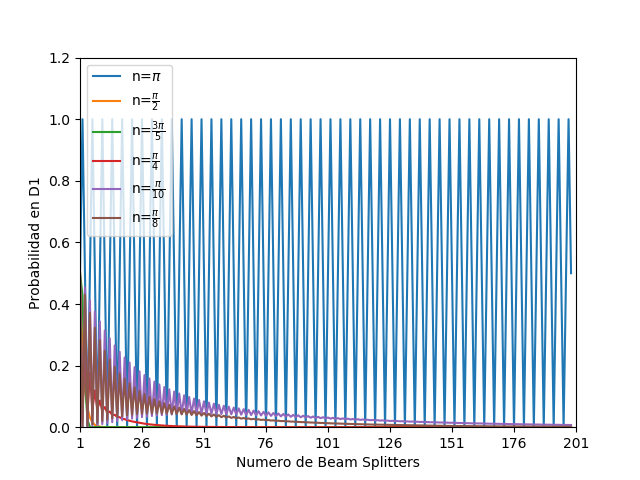 1.2
1.0
0.8
0.6
0.4
0.2
0.0
Probabilidad en D1
n=π
n=π/2
n=3π/5
n=π/4
n=π/10
n=π/8
1 26 51 76 101 126 151 176 201
Numero de Beam Splitters